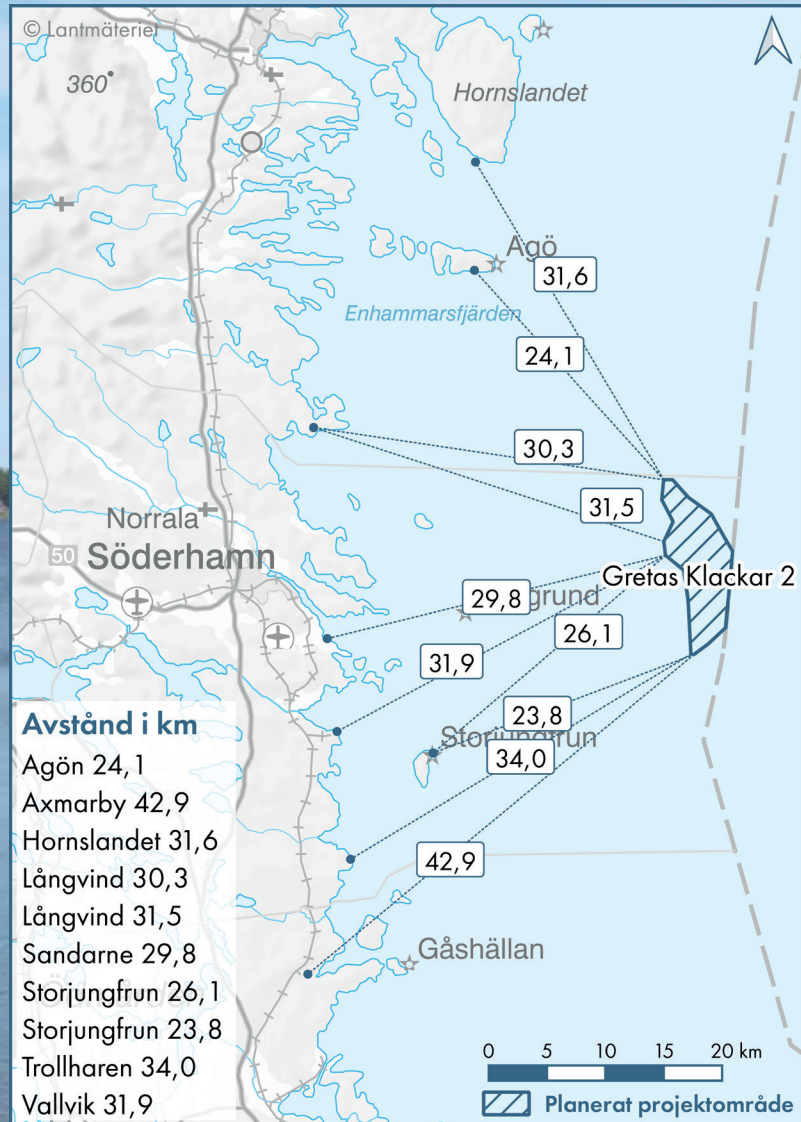 © Lantmäteriet
360
Hornslandet
Agö
31,6
Enhammarsfjärden
24,1
30,3
31,5
Norrala
50 Söderhamn
Gretas Klackar 2
29,8
grund
26,1
31,9
23,8
Storjungfrun
34,0
42,9
Gåshällan
Avstånd i km
Agön 24,1
Axmarby 42,9
Hornslandet 31,6
Långvind 30,3
Långvind 31,5
Sandarne 29,8
Storjungfrun 26,1
Storjungfrun 23,8
Trollharen 34,0
Vallvik 31,9
0 5 10 15 20 km
Planerat projektområde